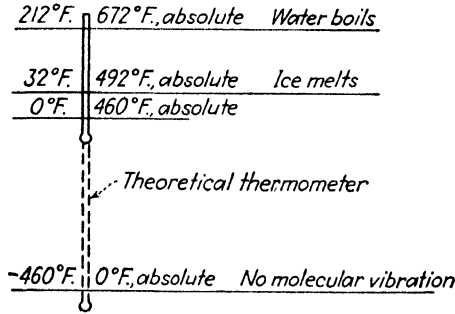 212°F. 672°F., absolute Water boils
32°F. 492°F., absolute Ice melts
0°F. 460°F., absolute
Theoretical thermometer
-460°F. 0°F., absolute No molecular vibration